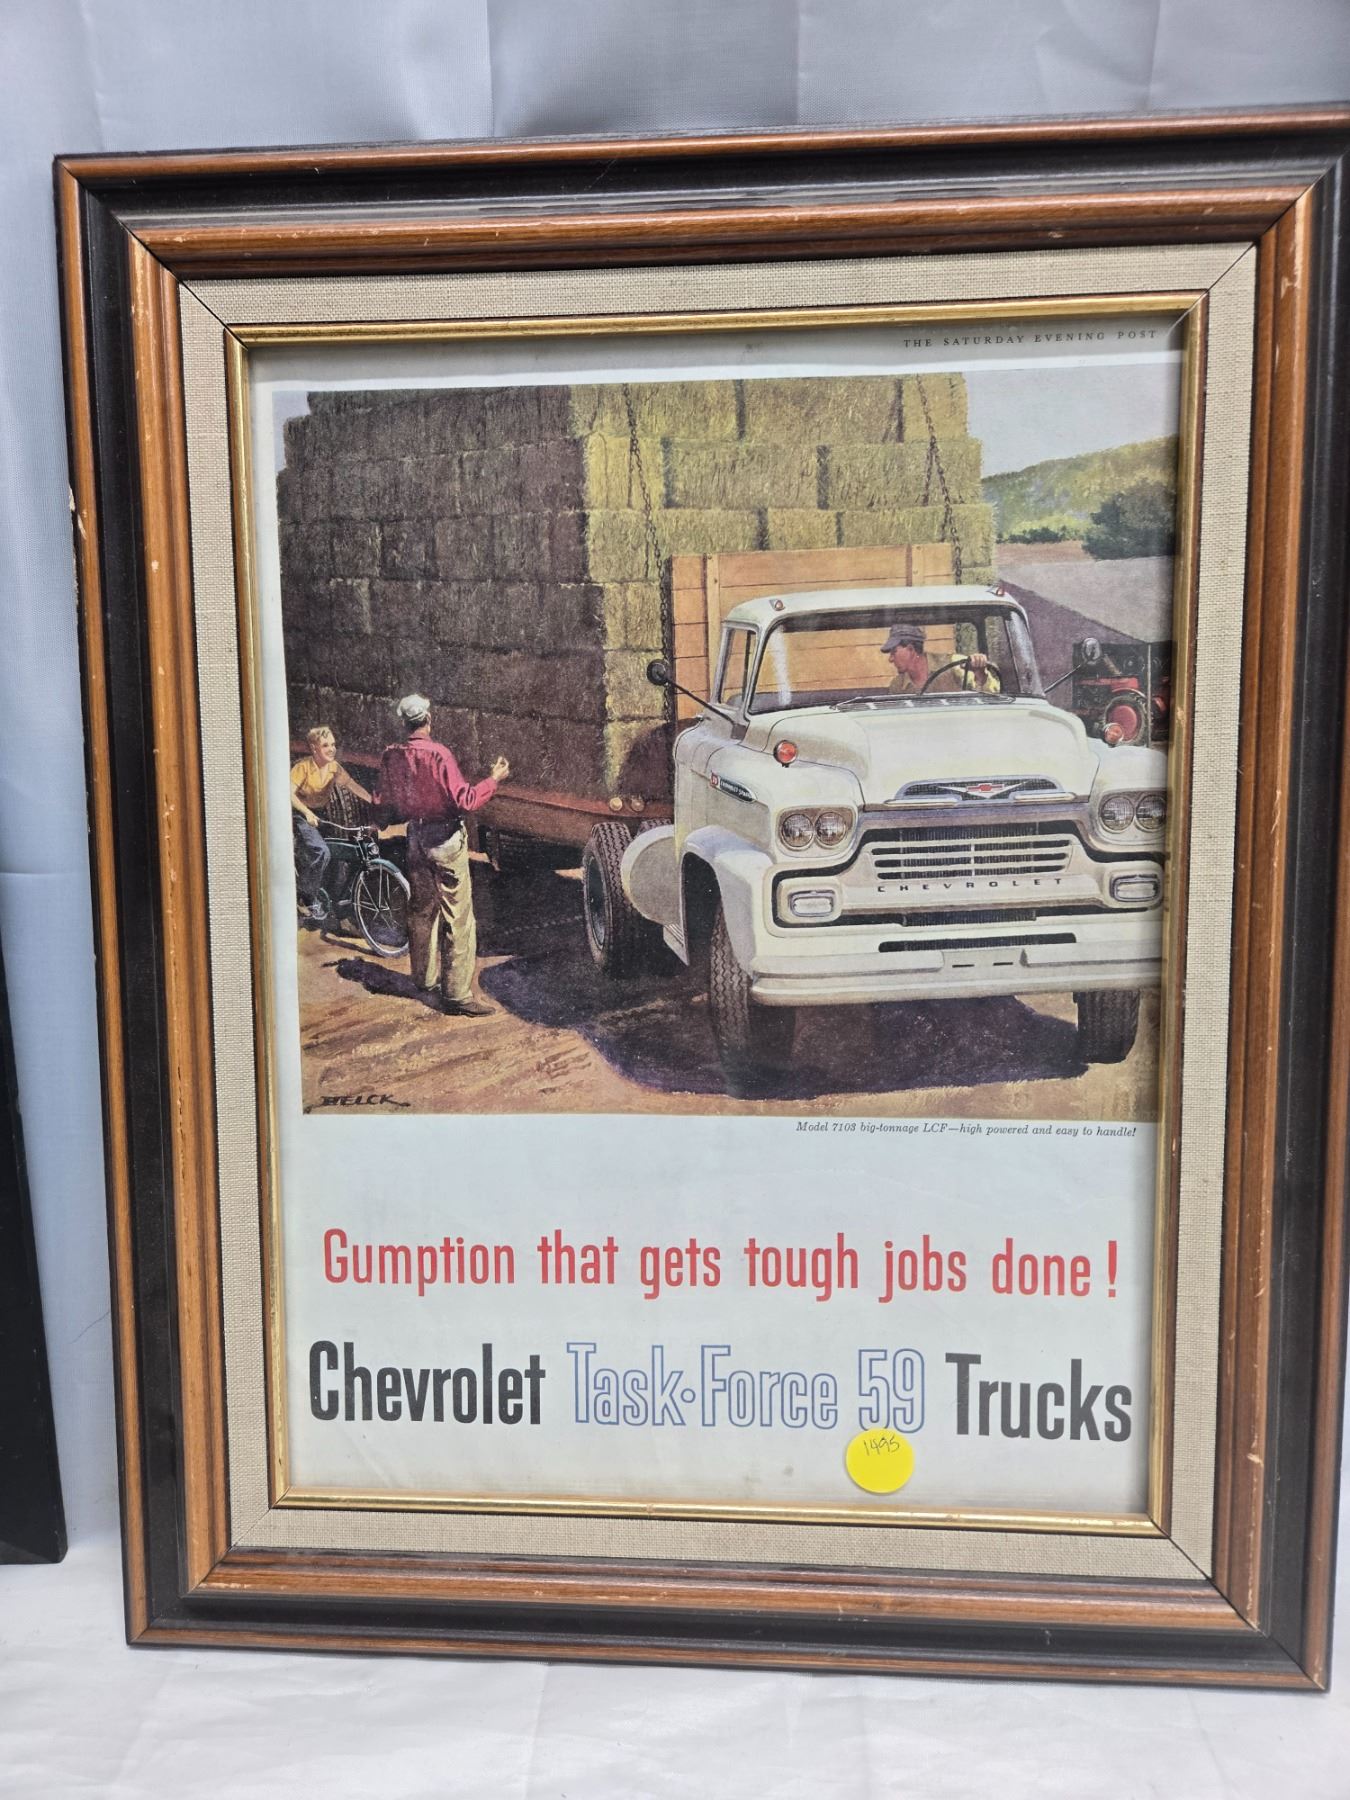 THE SATURDAY EVENING POST
CHEVROLET
BELCK
Model 7103 big-tonnage LCF—high powered and easy to handle!
Gumption that gets tough jobs done!
Chevrolet Task·Force 59 Trucks
1495